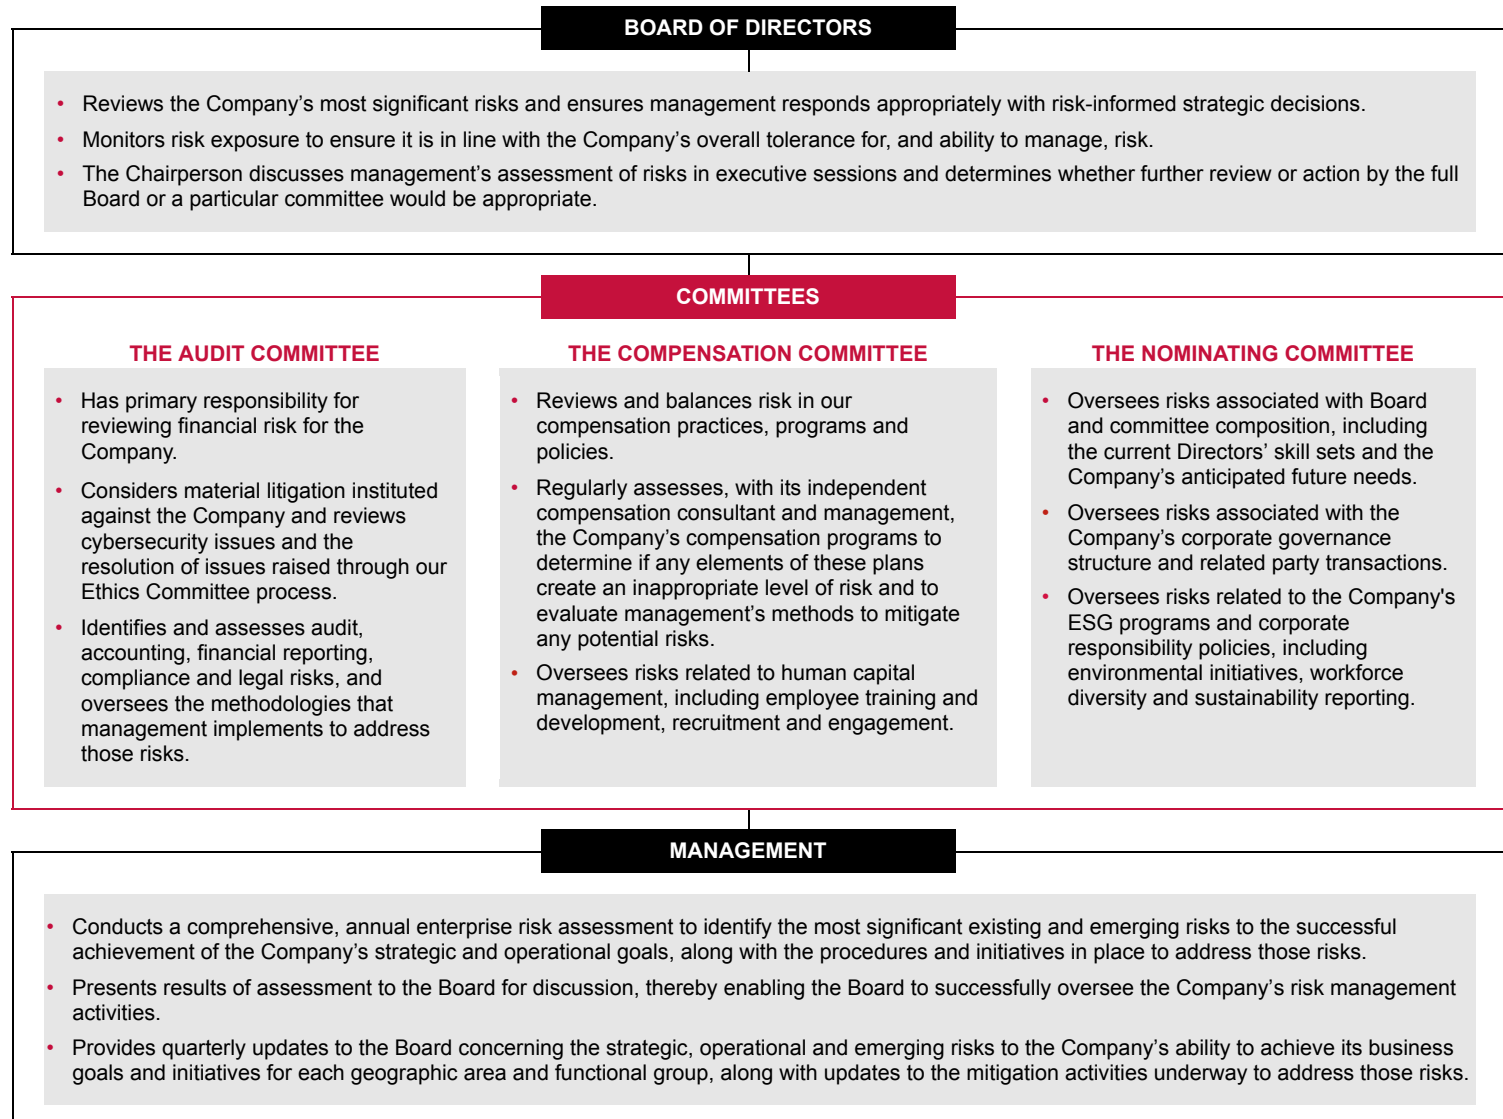 BOARD OF DIRECTORS
• Reviews the Company’s most significant risks and ensures management responds appropriately with risk-informed strategic decisions.
• Monitors risk exposure to ensure it is in line with the Company’s overall tolerance for, and ability to manage, risk.
• The Chairperson discusses management’s assessment of risks in executive sessions and determines whether further review or action by the full
Board or a particular committee would be appropriate.
COMMITTEES
THE AUDIT COMMITTEE
• Has primary responsibility for
reviewing financial risk for the
Company.
• Considers material litigation instituted
against the Company and reviews
cybersecurity issues and the
resolution of issues raised through our
Ethics Committee process.
• Identifies and assesses audit,
accounting, financial reporting,
compliance and legal risks, and
oversees the methodologies that
management implements to address
those risks.
THE COMPENSATION COMMITTEE
• Reviews and balances risk in our
compensation practices, programs and
policies.
• Regularly assesses, with its independent
compensation consultant and management,
the Company’s compensation programs to
determine if any elements of these plans
create an inappropriate level of risk and to
evaluate management’s methods to mitigate
any potential risks.
• Oversees risks related to human capital
management, including employee training and
development, recruitment and engagement.
THE NOMINATING COMMITTEE
• Oversees risks associated with Board
and committee composition, including
the current Directors’ skill sets and the
Company’s anticipated future needs.
• Oversees risks associated with the
Company’s corporate governance
structure and related party transactions.
• Oversees risks related to the Company's
ESG programs and corporate
responsibility policies, including
environmental initiatives, workforce
diversity and sustainability reporting.
MANAGEMENT
• Conducts a comprehensive, annual enterprise risk assessment to identify the most significant existing and emerging risks to the successful
achievement of the Company’s strategic and operational goals, along with the procedures and initiatives in place to address those risks.
• Presents results of assessment to the Board for discussion, thereby enabling the Board to successfully oversee the Company’s risk management
activities.
• Provides quarterly updates to the Board concerning the strategic, operational and emerging risks to the Company’s ability to achieve its business
goals and initiatives for each geographic area and functional group, along with updates to the mitigation activities underway to address those risks.